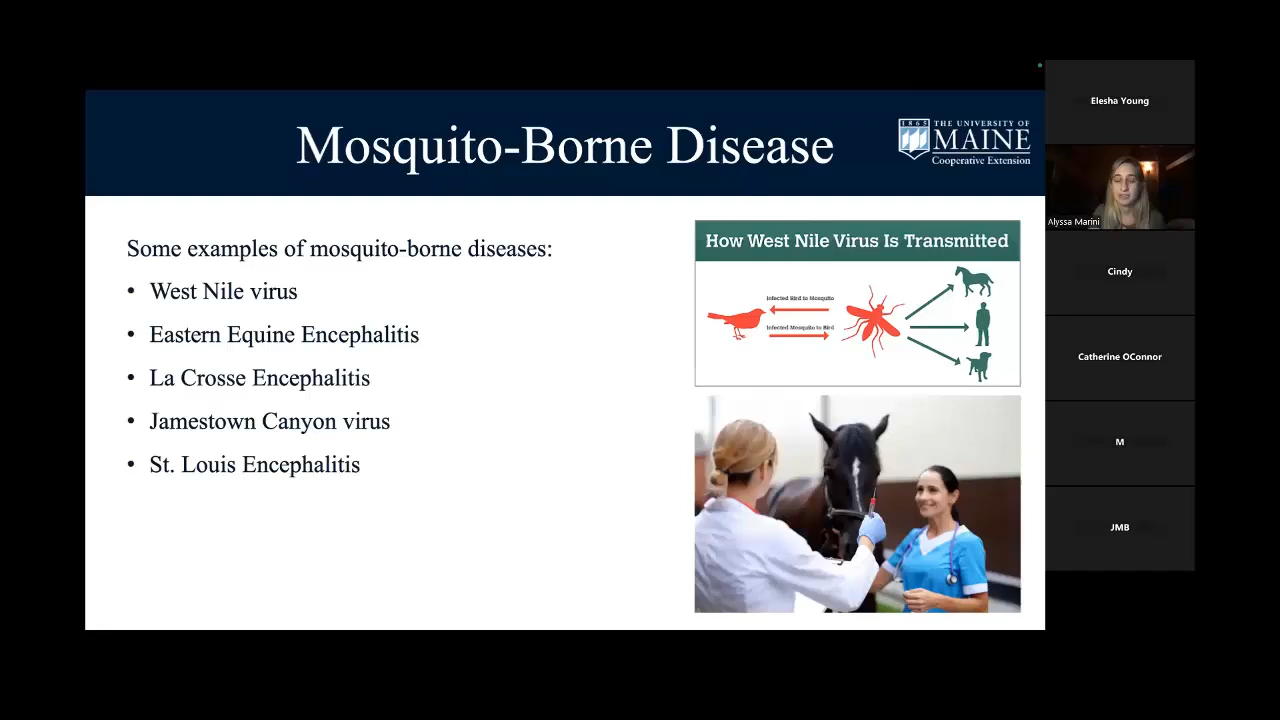 Mosquito-Borne Disease
1865
THE UNIVERSITY OF
MAINE
Cooperative Extension
Some examples of mosquito-borne diseases:
• West Nile virus
• Eastern Equine Encephalitis
• La Crosse Encephalitis
• Jamestown Canyon virus
• St. Louis Encephalitis
How West Nile Virus Is Transmitted
Infected Bird to Mosquito
Infected Mosquito to Bird
Elesha Young
Alyssa Marini
Cindy
Catherine OConnor
M
JMB